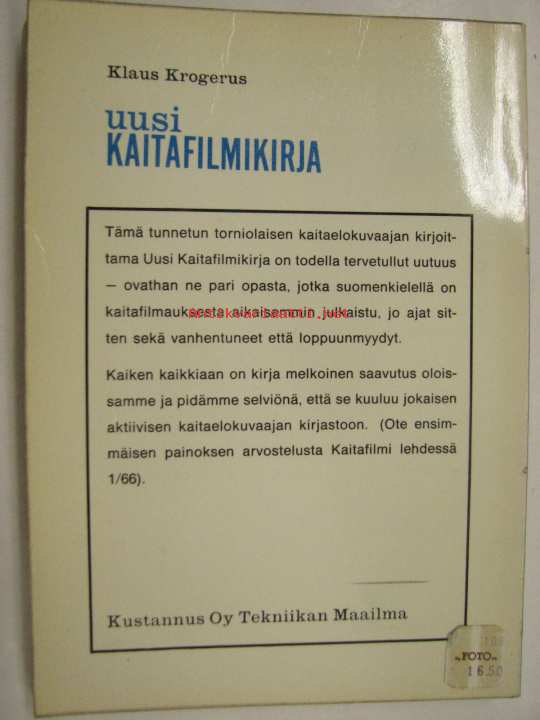 Klaus Krogerus
uusi
KAITAFILMIKIRJA
Tämä tunnetun torniolaisen kaitaelokuvaajan kirjoit-
tama Uusi Kaitafilmikirja on todella tervetullut uutuus
— ovathan ne pari opasta, jotka suomenkielellä on
kaitafilmauksesta aikaisemmin julkaistu, jo ajat sit-
ten sekä vanhentuneet että loppuunmyydyt.
Kaiken kaikkiaan on kirja melkoinen saavutus olois-
samme ja pidämme selviönä, että se kuuluu jokaisen
aktiivisen kaitaelokuvaajan kirjastoon. (Ote ensim-
mäisen painoksen arvostelusta Kaitafilmi lehdessä
1/66).
Kustannus Oy Tekniikan Maailma
„FOTO„
16.50